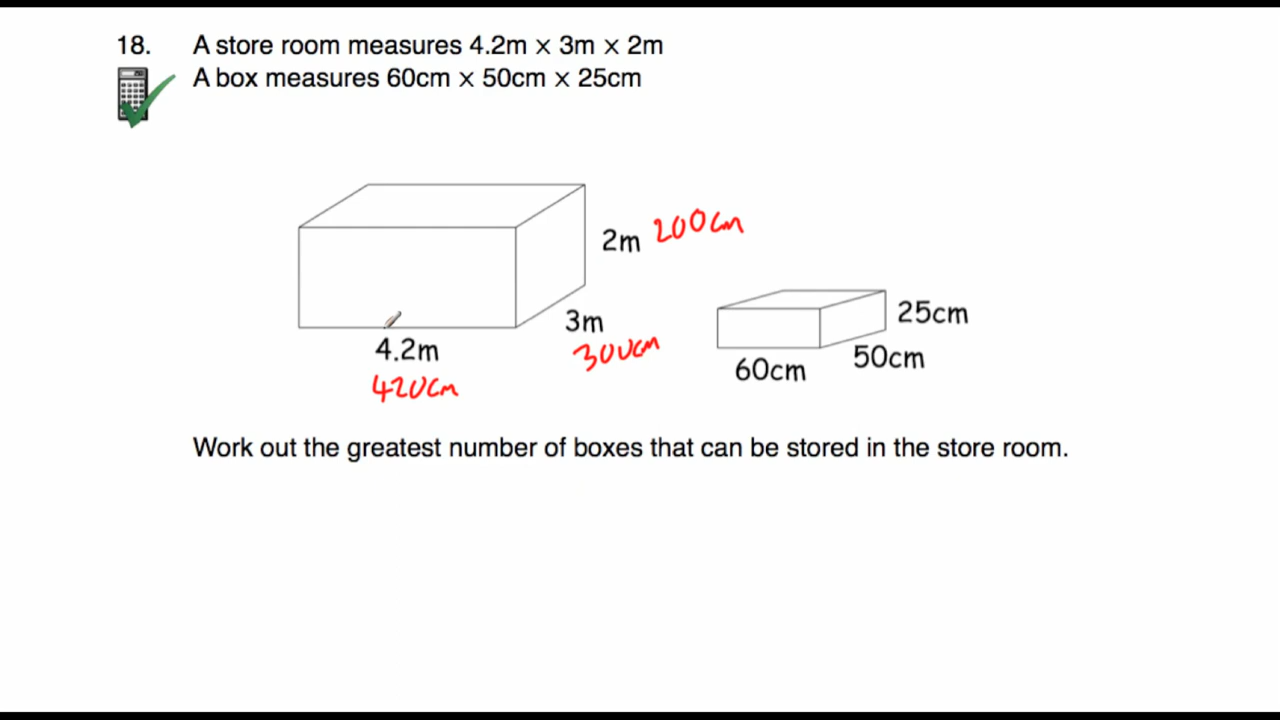 18. A store room measures 4.2m × 3m × 2m
A box measures 60cm × 50cm × 25cm
2m 200cm
3m
300cm
4.2m
420cm
25cm
50cm
60cm
Work out the greatest number of boxes that can be stored in the store room.